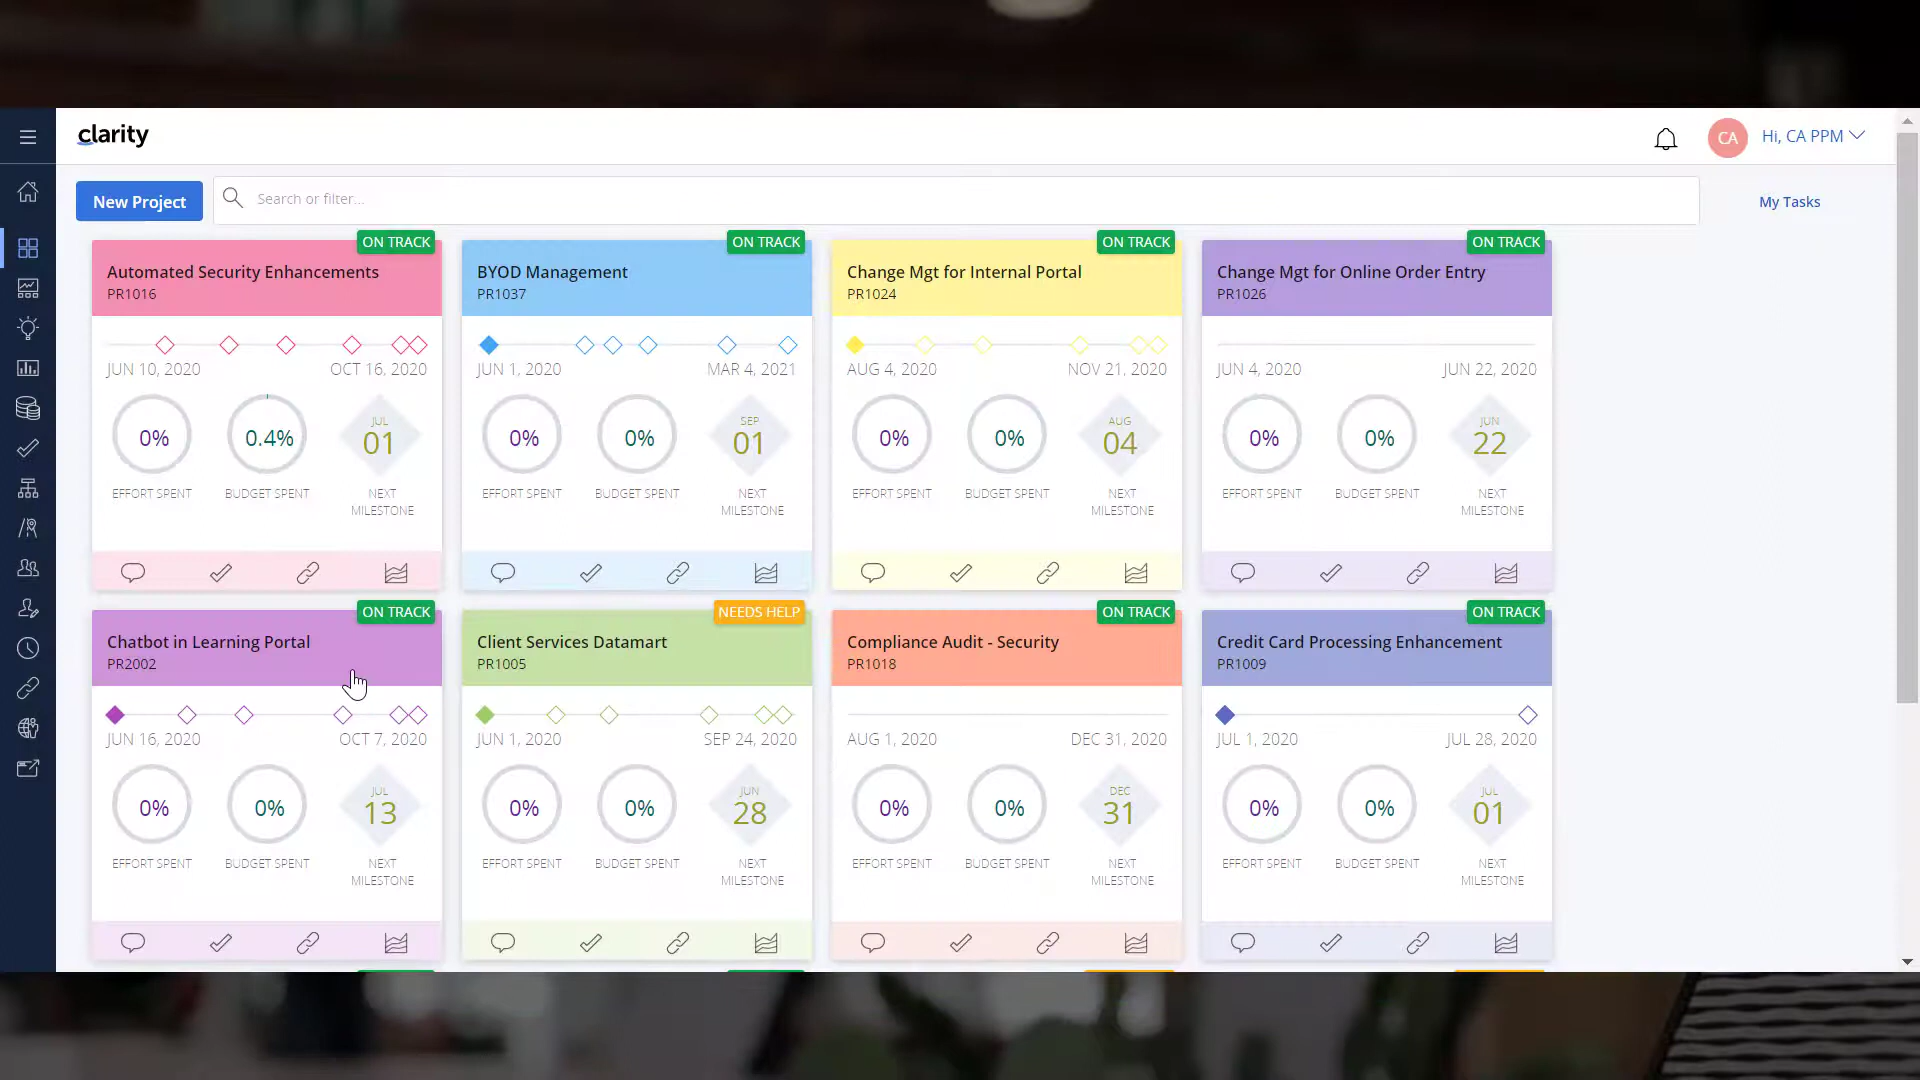 clarity
CA
Hi, CA PPM
New Project
Search or filter...
My Tasks
ON TRACK
Automated Security Enhancements
PR1016
JUN 10, 2020
OCT 16, 2020
0%
0.4%
JUL
01
EFFORT SPENT
BUDGET SPENT
NEXT
MILESTONE
ON TRACK
BYOD Management
PR1037
JUN 1, 2020
MAR 4, 2021
0%
0%
SEP
01
EFFORT SPENT
BUDGET SPENT
NEXT
MILESTONE
ON TRACK
Change Mgt for Internal Portal
PR1024
AUG 4, 2020
NOV 21, 2020
0%
0%
AUG
04
EFFORT SPENT
BUDGET SPENT
NEXT
MILESTONE
ON TRACK
Change Mgt for Online Order Entry
PR1026
JUN 4, 2020
JUN 22, 2020
0%
0%
JUN
22
EFFORT SPENT
BUDGET SPENT
NEXT
MILESTONE
ON TRACK
Chatbot in Learning Portal
PR2002
JUN 16, 2020
OCT 7, 2020
0%
0%
JUL
13
EFFORT SPENT
BUDGET SPENT
NEXT
MILESTONE
NEEDS HELP
Client Services Datamart
PR1005
JUN 1, 2020
SEP 24, 2020
0%
0%
JUN
28
EFFORT SPENT
BUDGET SPENT
NEXT
MILESTONE
ON TRACK
Compliance Audit - Security
PR1018
AUG 1, 2020
DEC 31, 2020
0%
0%
DEC
31
EFFORT SPENT
BUDGET SPENT
NEXT
MILESTONE
ON TRACK
Credit Card Processing Enhancement
PR1009
JUL 1, 2020
JUL 28, 2020
0%
0%
JUL
01
EFFORT SPENT
BUDGET SPENT
NEXT
MILESTONE